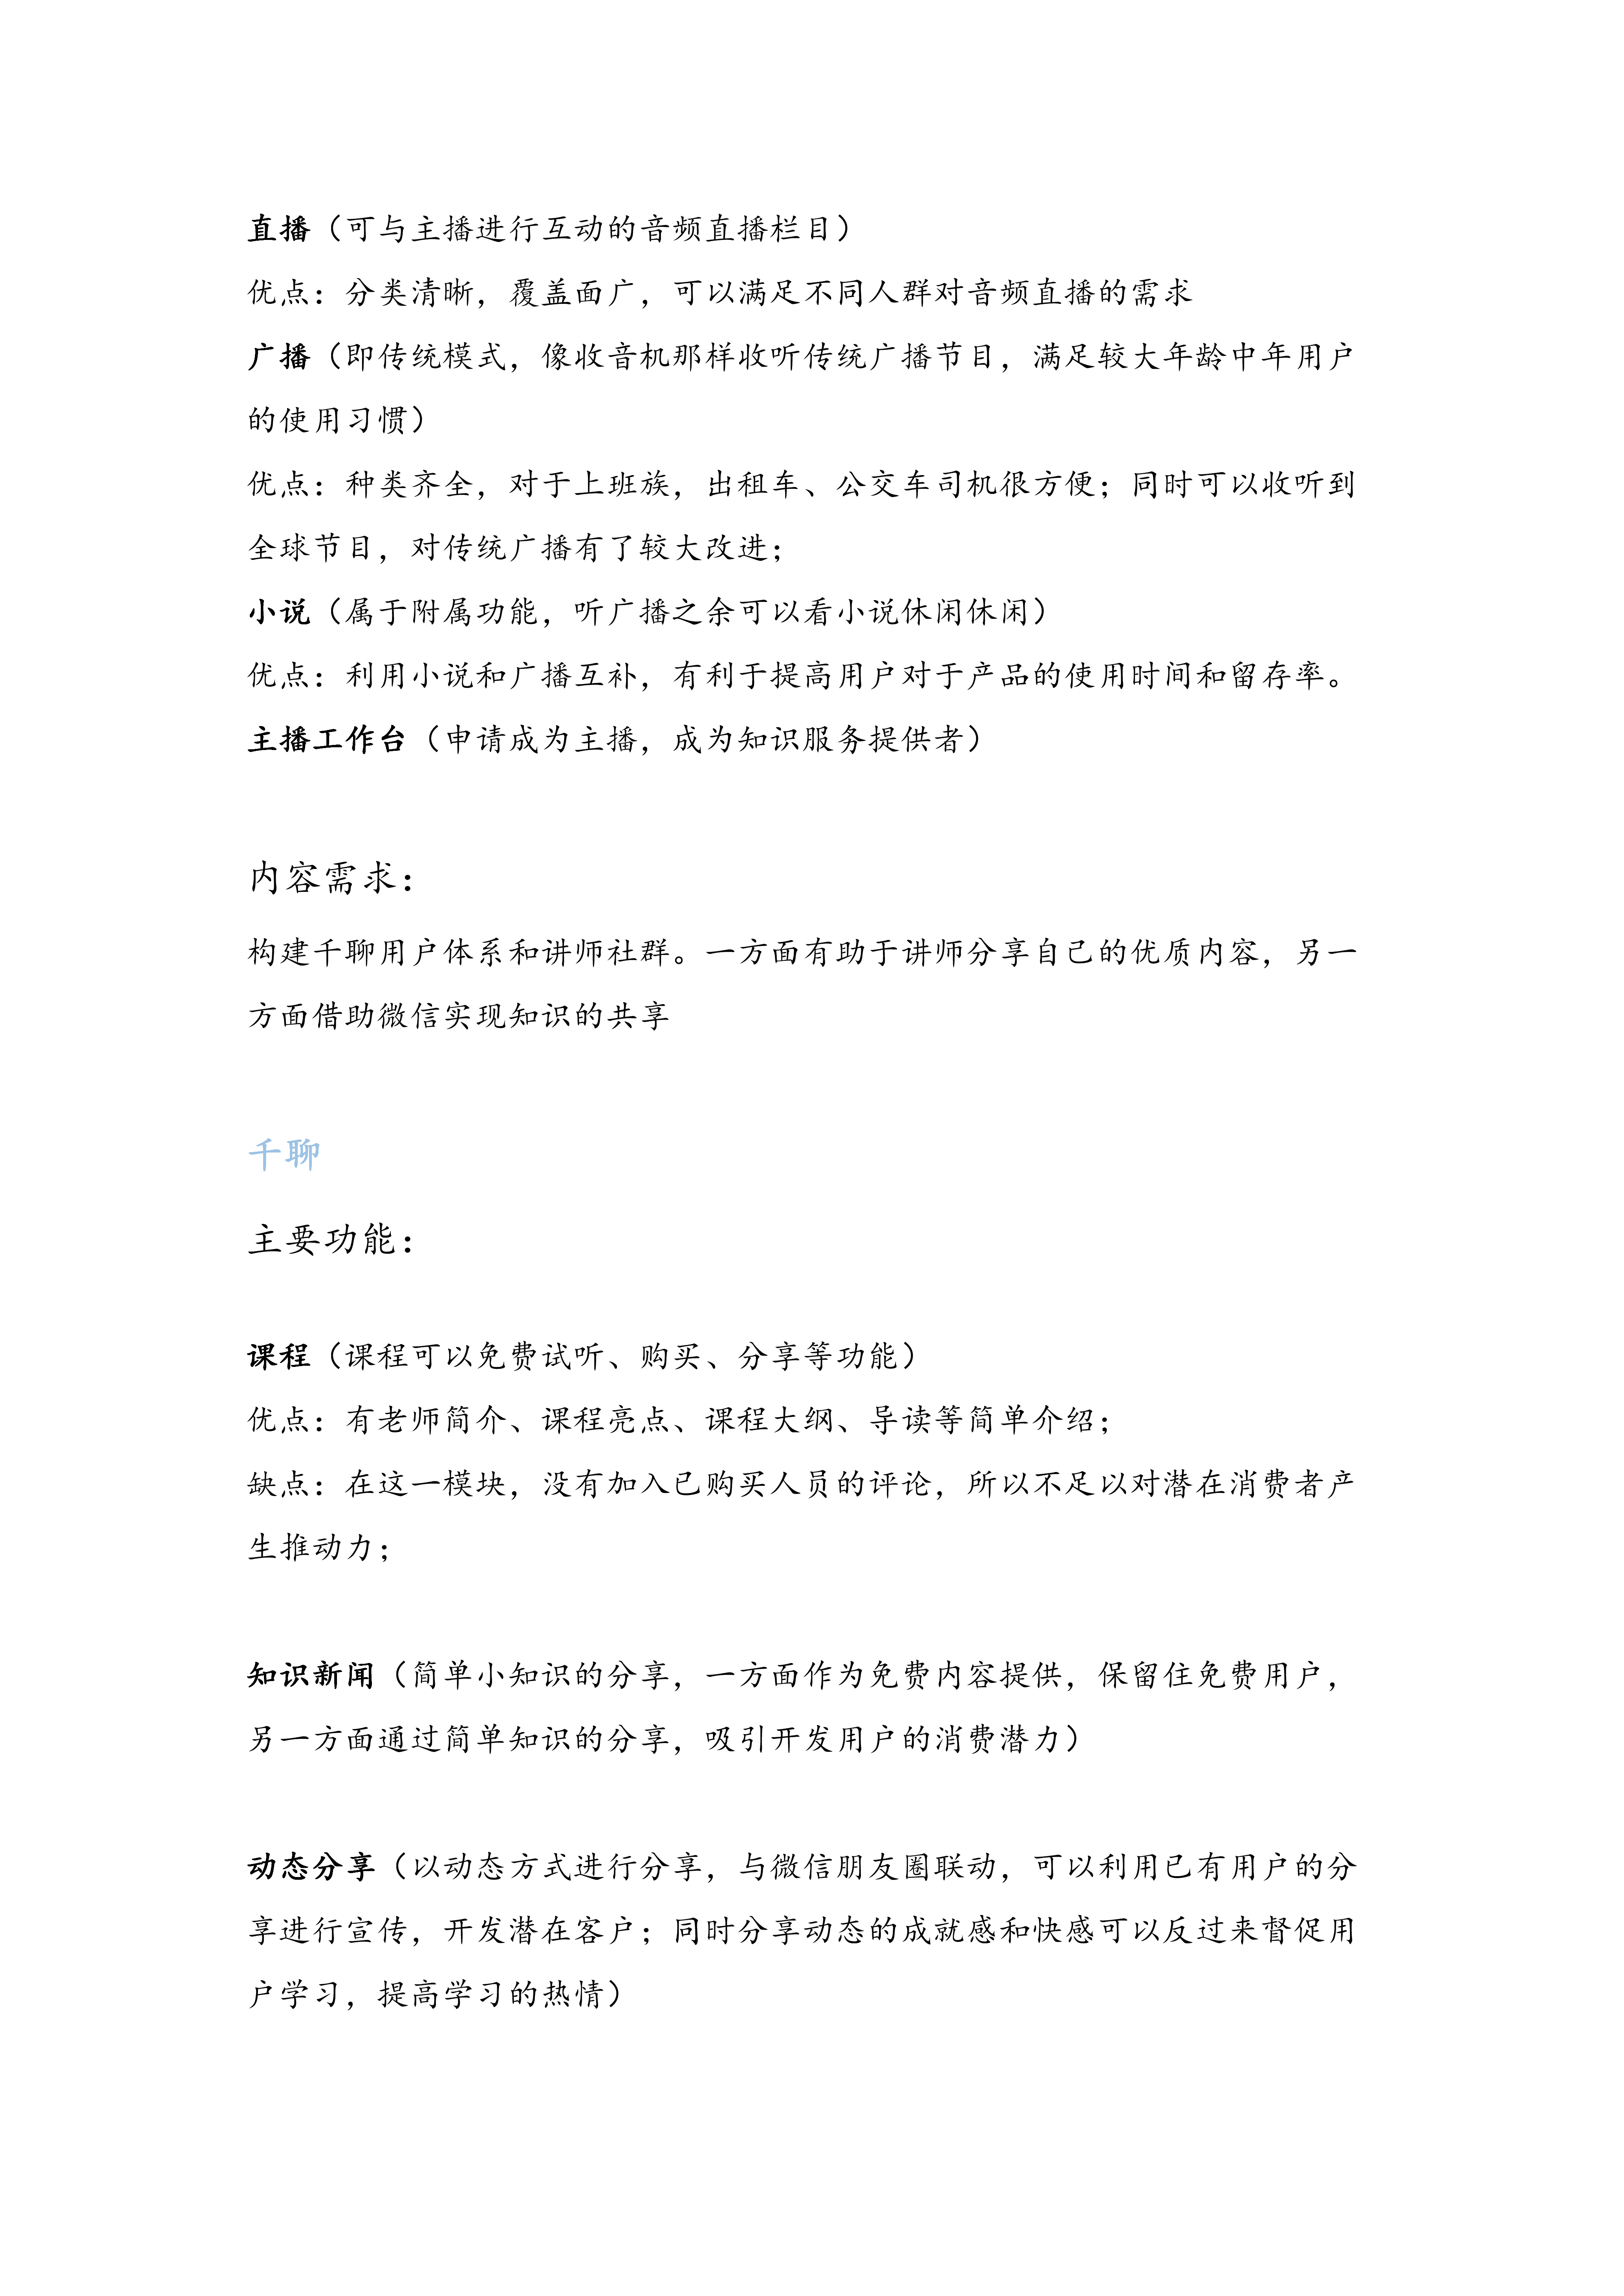 直播（可与主播进行互动的音频直播栏目）
优点：分类清晰，覆盖面广，可以满足不同人群对音频直播的需求
广播（即传统模式，像收音机那样收听传统广播节目，满足较大年龄中年用户
的使用习惯）
优点：种类齐全，对于上班族，出租车、公交车司机很方便；同时可以收听到
全球节目，对传统广播有了较大改进；
小说（属于附属功能，听广播之余可以看小说休闲休闲）
优点：利用小说和广播互补，有利于提高用户对于产品的使用时间和留存率。
主播工作台（申请成为主播，成为知识服务提供者）
内容需求：
构建千聊用户体系和讲师社群。一方面有助于讲师分享自己的优质内容，另一
方面借助微信实现知识的共享
千聊
主要功能：
课程（课程可以免费试听、购买、分享等功能）
优点：有老师简介、课程亮点、课程大纲、导读等简单介绍；
缺点：在这一模块，没有加入已购买人员的评论，所以不足以对潜在消费者产
生推动力；
知识新闻（简单小知识的分享，一方面作为免费内容提供，保留住免费用户，
另一方面通过简单知识的分享，吸引开发用户的消费潜力）
动态分享（以动态方式进行分享，与微信朋友圈联动，可以利用已有用户的分
享进行宣传，开发潜在客户；同时分享动态的成就感和快感可以反过来督促用
户学习，提高学习的热情）